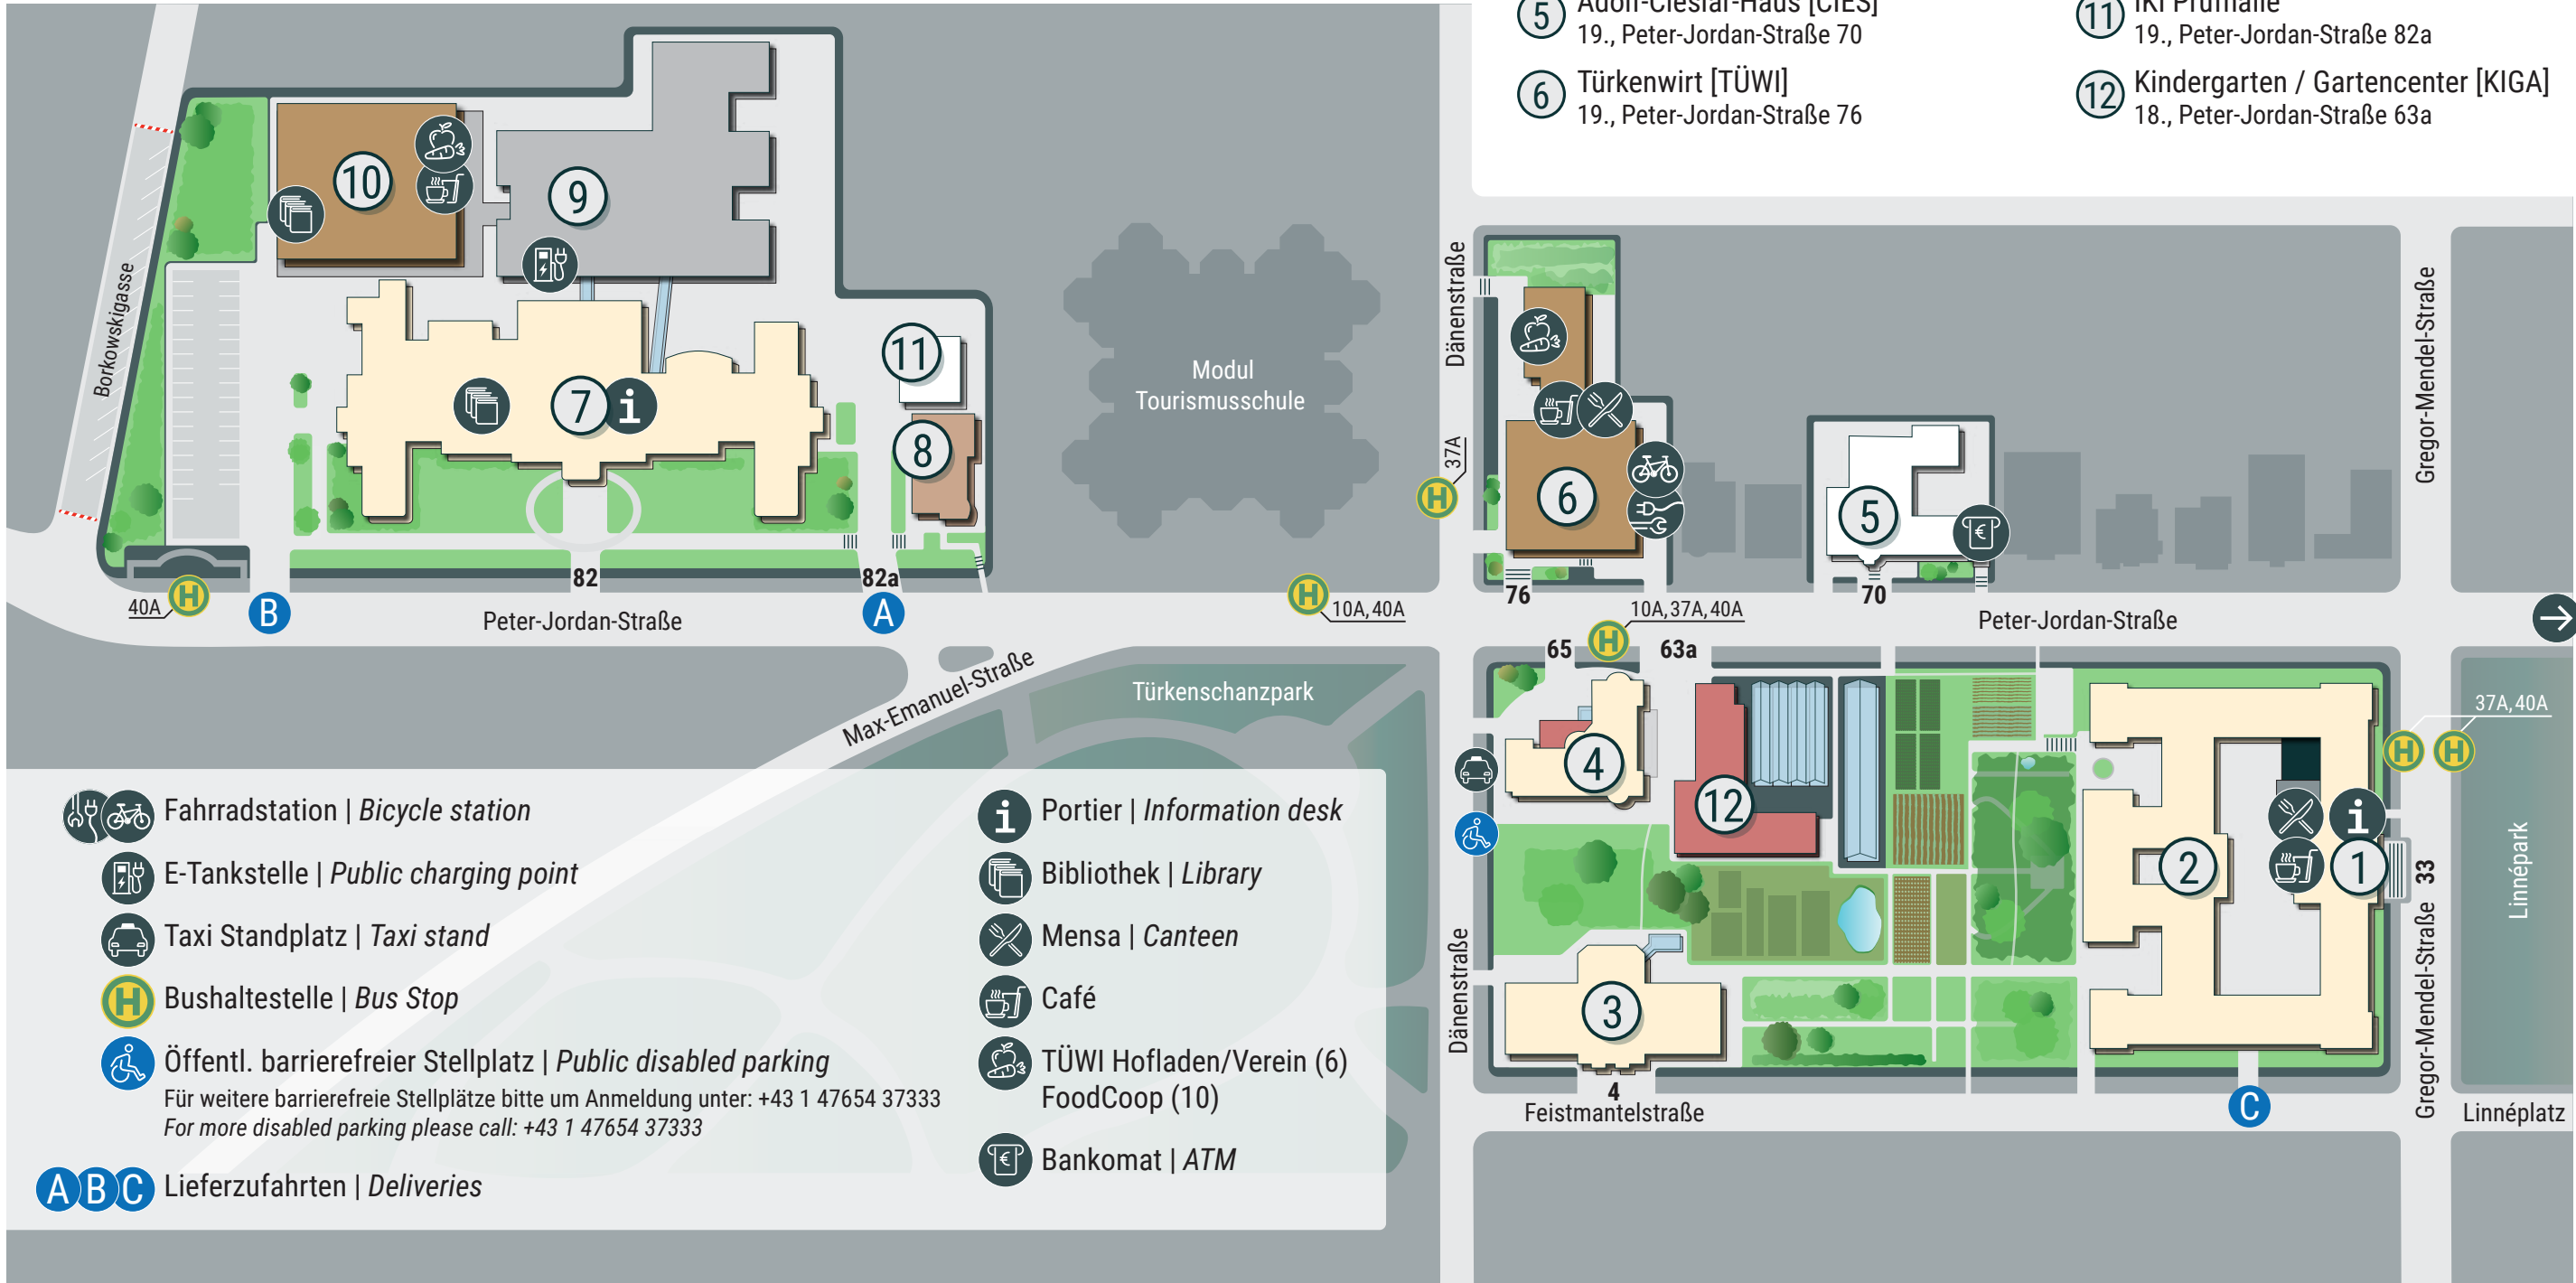 5 Adolf-Cieslar-Haus [CIES]
19., Peter-Jordan-Straße 70
6 Türkenwirt [TÜWI]
19., Peter-Jordan-Straße 76
11 IKI Prüfhalle
19., Peter-Jordan-Straße 82a
12 Kindergarten / Gartencenter [KIGA]
18., Peter-Jordan-Straße 63a
10
9
Borkowskigasse
7
i
11
8
Modul
Tourismusschule
Dänenstraße
37A
H
6
5
€
Gregor-Mendel-Straße
40A
H
B
82
82a
A
Peter-Jordan-Straße
H
10A, 40A
76
70
10A, 37A, 40A
H
Peter-Jordan-Straße
65
63a
Max-Emanuel-Straße
Türkenschanzpark
4
12
2
i
1
33
37A, 40A
H
H
Linnépark
Dänenstraße
3
4
Feistmantelstraße
C
Gregor-Mendel-Straße
Linnéplatz
Fahrradstation | Bicycle station
E-Tankstelle | Public charging point
Taxi Standplatz | Taxi stand
H Bushaltestelle | Bus Stop
Öffentl. barrierefreier Stellplatz | Public disabled parking
Für weitere barrierefreie Stellplätze bitte um Anmeldung unter: +43 1 47654 37333
For more disabled parking please call: +43 1 47654 37333
A B C Lieferzufahrten | Deliveries
i Portier | Information desk
Bibliothek | Library
Mensa | Canteen
Café
TÜWI Hofladen/Verein (6)
FoodCoop (10)
€ Bankomat | ATM